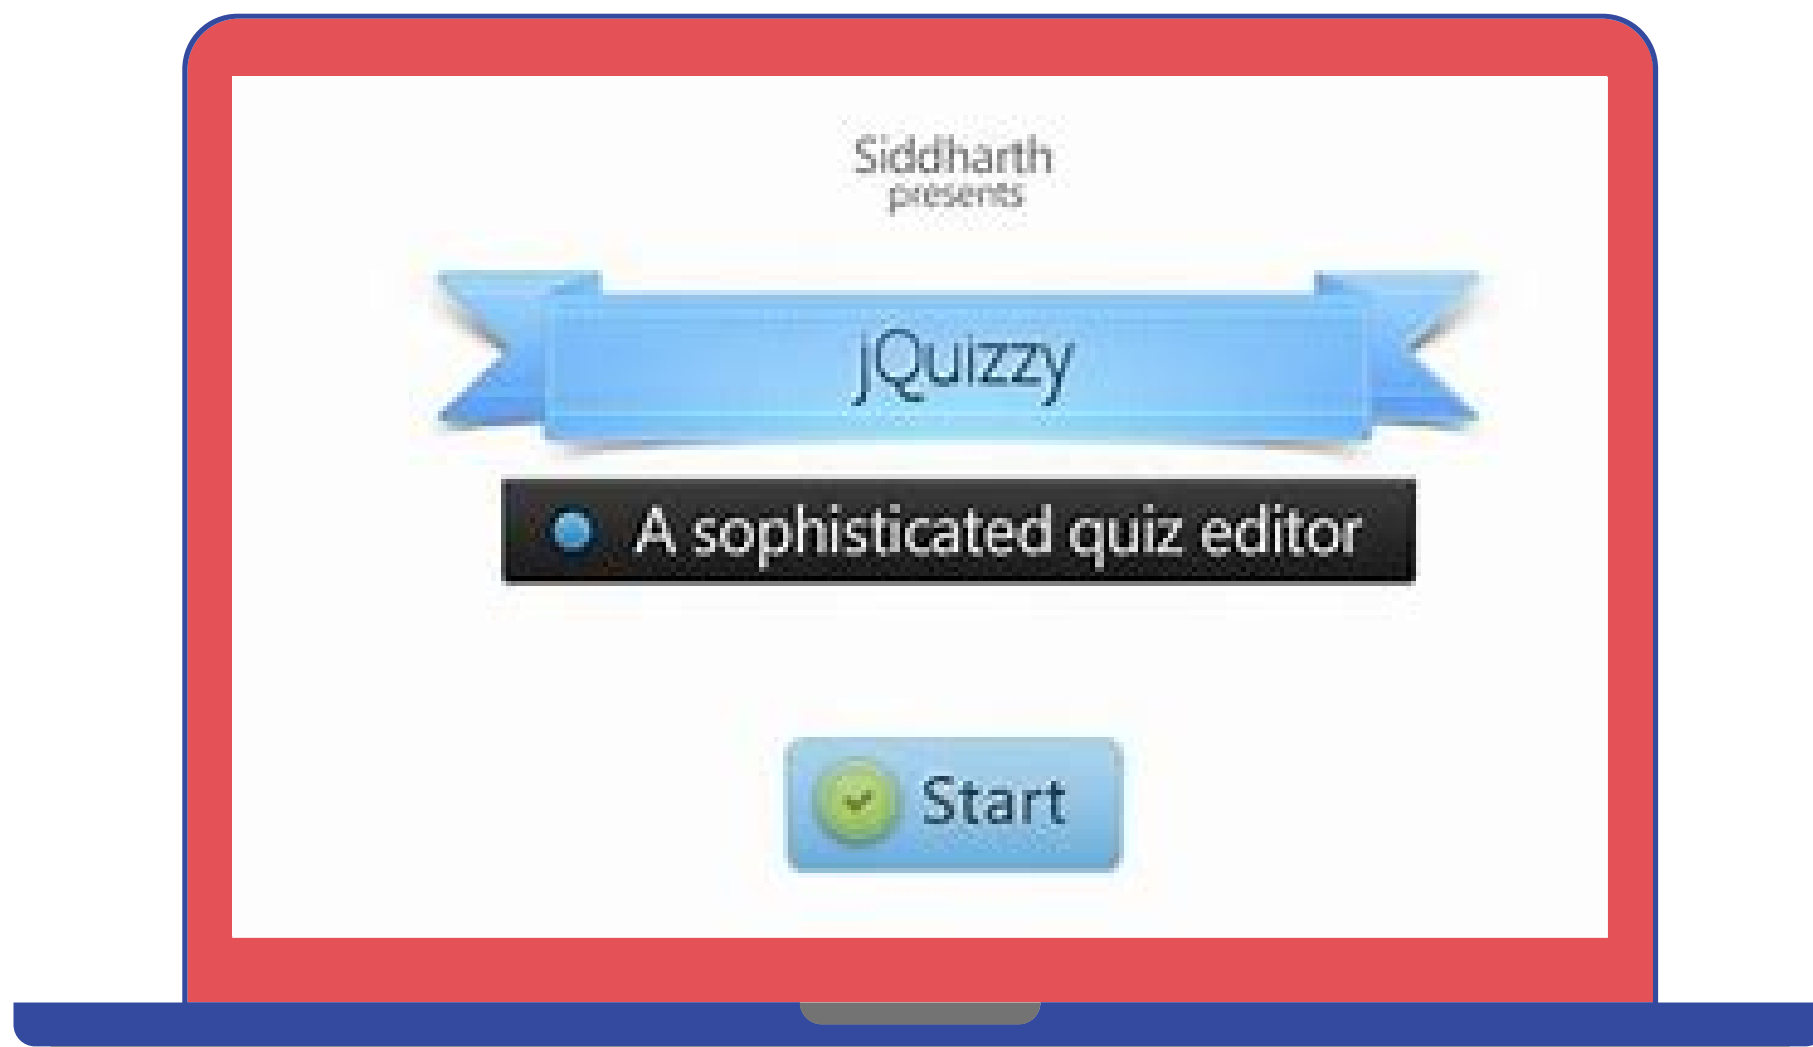 Siddharth
presents
jQuizzy
A sophisticated quiz editor
Start